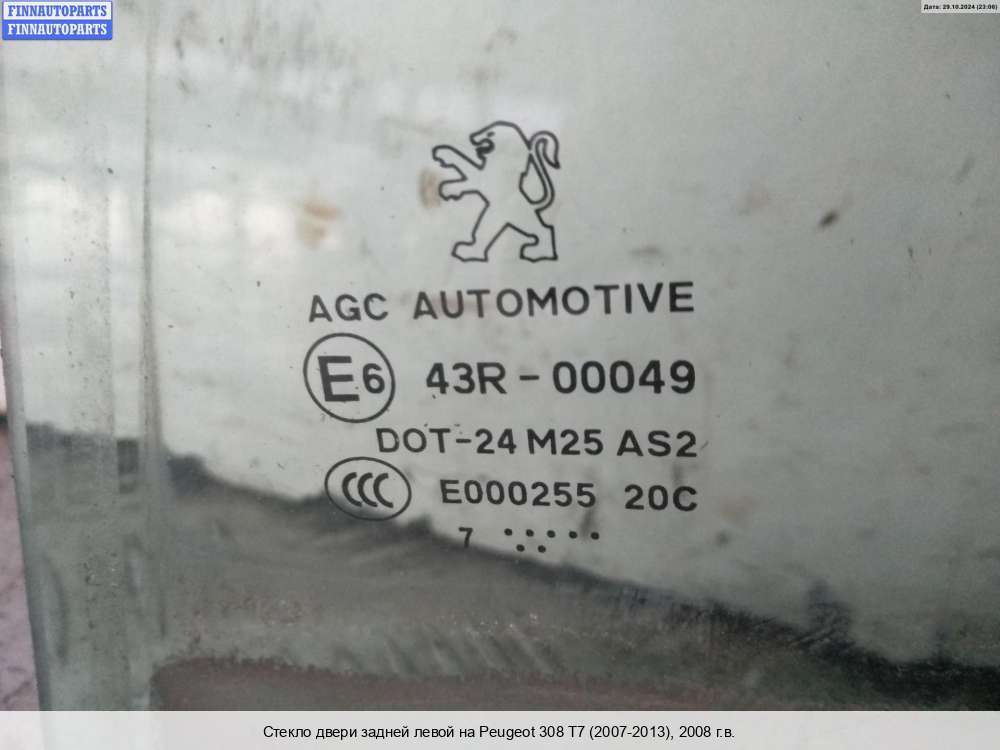 FINNAUTOPARTS
FINNAUTOPARTS
Дата: 29.10.2024 (23:06)
AGC AUTOMOTIVE
E6 43R-00049
DOT-24 M25 AS2
CCC E000255 20C
7 ..:.:..
Стекло двери задней левой на Peugeot 308 T7 (2007-2013), 2008 г.в.